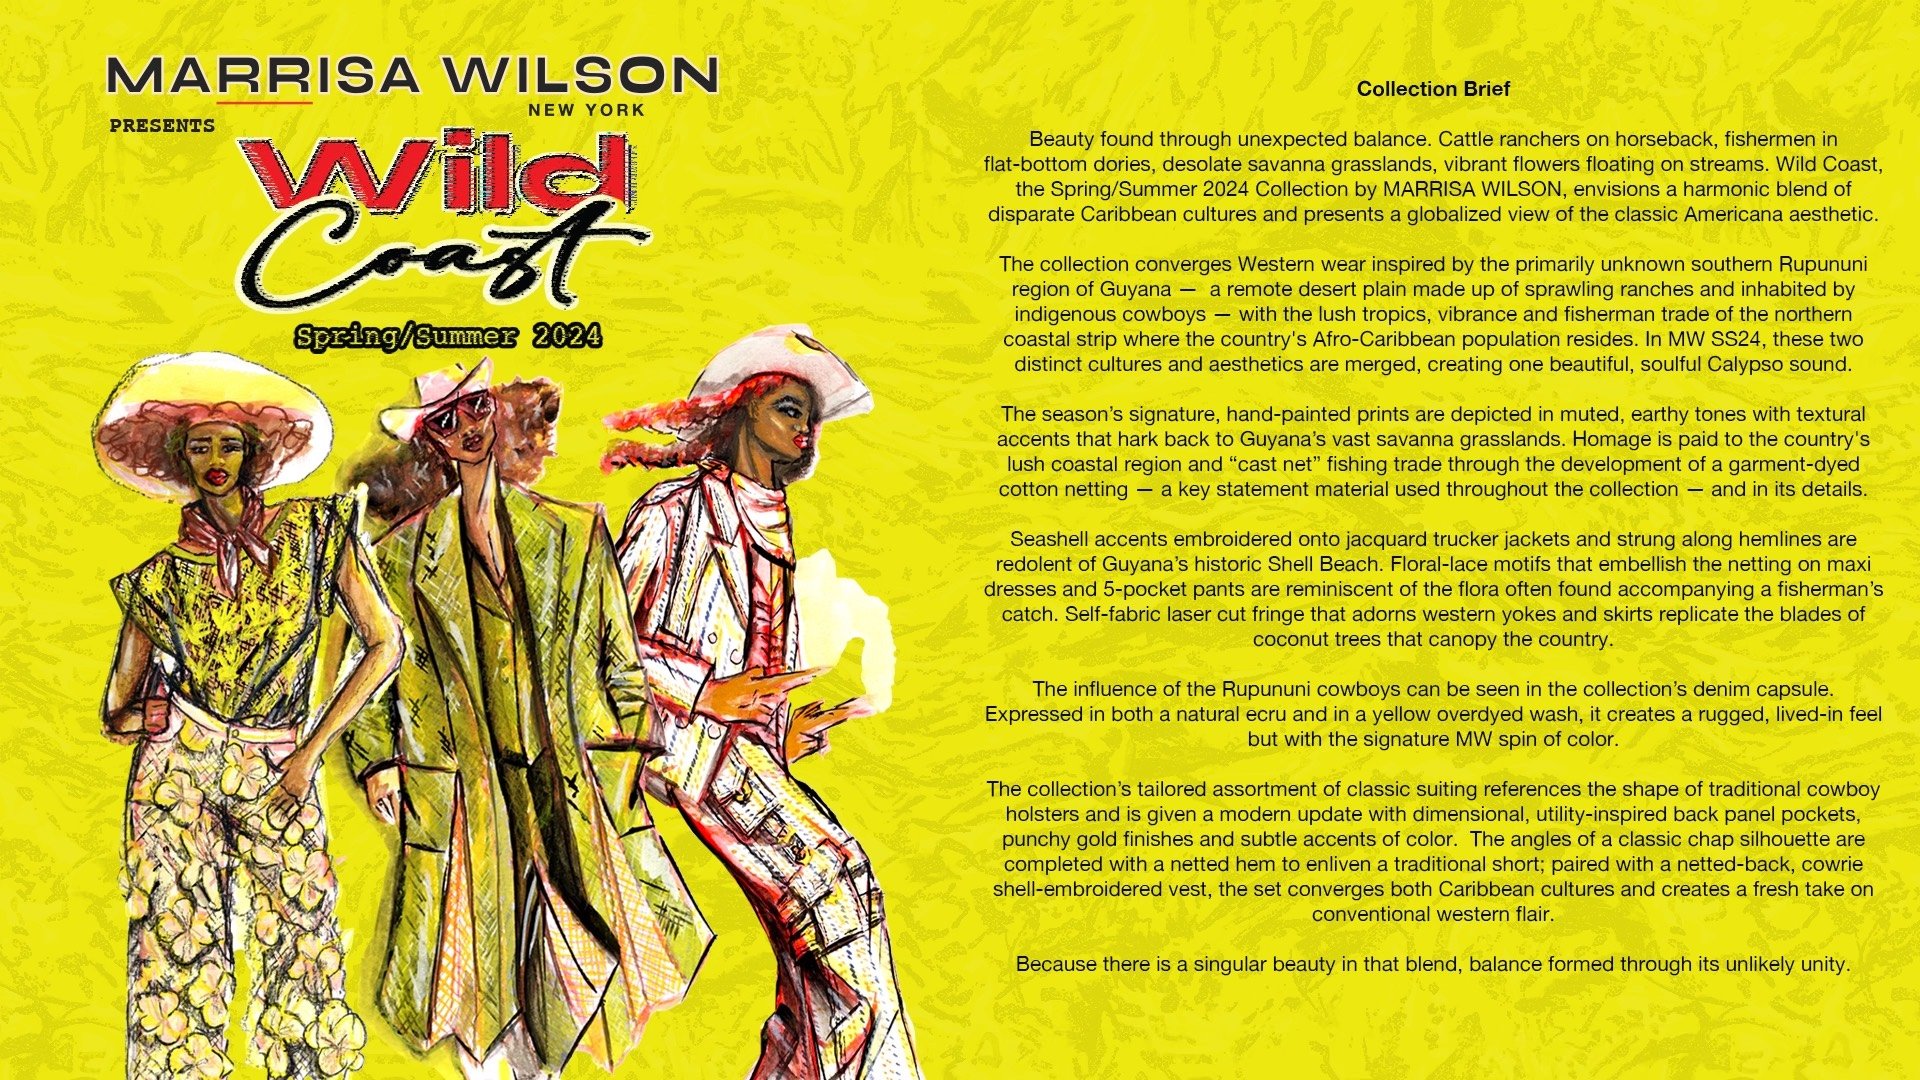 MARRISA WILSON
NEW YORK
PRESENTS
Wild
Coast
Spring/Summer 2024
Collection Brief
Beauty found through unexpected balance. Cattle ranchers on horseback, fishermen in
flat-bottom dories, desolate savanna grasslands, vibrant flowers floating on streams. Wild Coast,
the Spring/Summer 2024 Collection by MARRISA WILSON, envisions a harmonic blend of
disparate Caribbean cultures and presents a globalized view of the classic Americana aesthetic.
The collection converges Western wear inspired by the primarily unknown southern Rupununi
region of Guyana —  a remote desert plain made up of sprawling ranches and inhabited by
indigenous cowboys — with the lush tropics, vibrance and fisherman trade of the northern
coastal strip where the country's Afro-Caribbean population resides. In MW SS24, these two
distinct cultures and aesthetics are merged, creating one beautiful, soulful Calypso sound.
The season’s signature, hand-painted prints are depicted in muted, earthy tones with textural
accents that hark back to Guyana’s vast savanna grasslands. Homage is paid to the country's
lush coastal region and “cast net” fishing trade through the development of a garment-dyed
cotton netting — a key statement material used throughout the collection — and in its details.
Seashell accents embroidered onto jacquard trucker jackets and strung along hemlines are
redolent of Guyana’s historic Shell Beach. Floral-lace motifs that embellish the netting on maxi
dresses and 5-pocket pants are reminiscent of the flora often found accompanying a fisherman’s
catch. Self-fabric laser cut fringe that adorns western yokes and skirts replicate the blades of
coconut trees that canopy the country.
The influence of the Rupununi cowboys can be seen in the collection’s denim capsule.
Expressed in both a natural ecru and in a yellow overdyed wash, it creates a rugged, lived-in feel
but with the signature MW spin of color.
The collection’s tailored assortment of classic suiting references the shape of traditional cowboy
holsters and is given a modern update with dimensional, utility-inspired back panel pockets,
punchy gold finishes and subtle accents of color.  The angles of a classic chap silhouette are
completed with a netted hem to enliven a traditional short; paired with a netted-back, cowrie
shell-embroidered vest, the set converges both Caribbean cultures and creates a fresh take on
conventional western flair.
Because there is a singular beauty in that blend, balance formed through its unlikely unity.